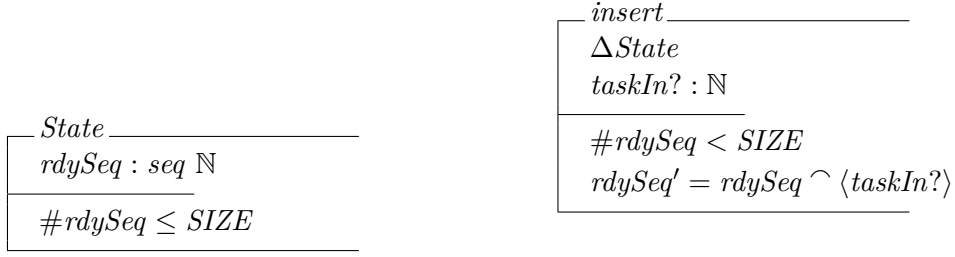 State
rdySeq : seq ℕ
#rdySeq ≤ SIZE
insert
ΔState
taskIn? : ℕ
#rdySeq < SIZE
rdySeq′ = rdySeq ⌢ ⟨taskIn?⟩